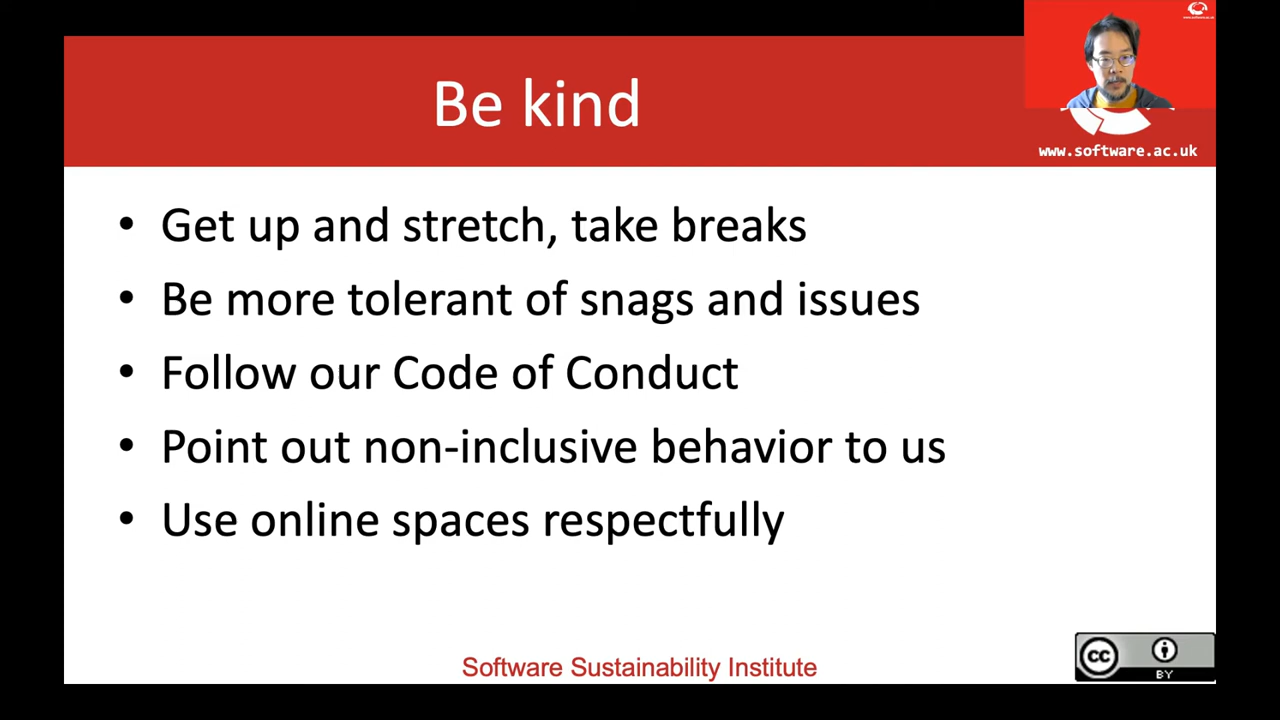 Be kind
www.software.ac.uk
• Get up and stretch, take breaks
• Be more tolerant of snags and issues
• Follow our Code of Conduct
• Point out non-inclusive behavior to us
• Use online spaces respectfully
Software Sustainability Institute
cc
BY